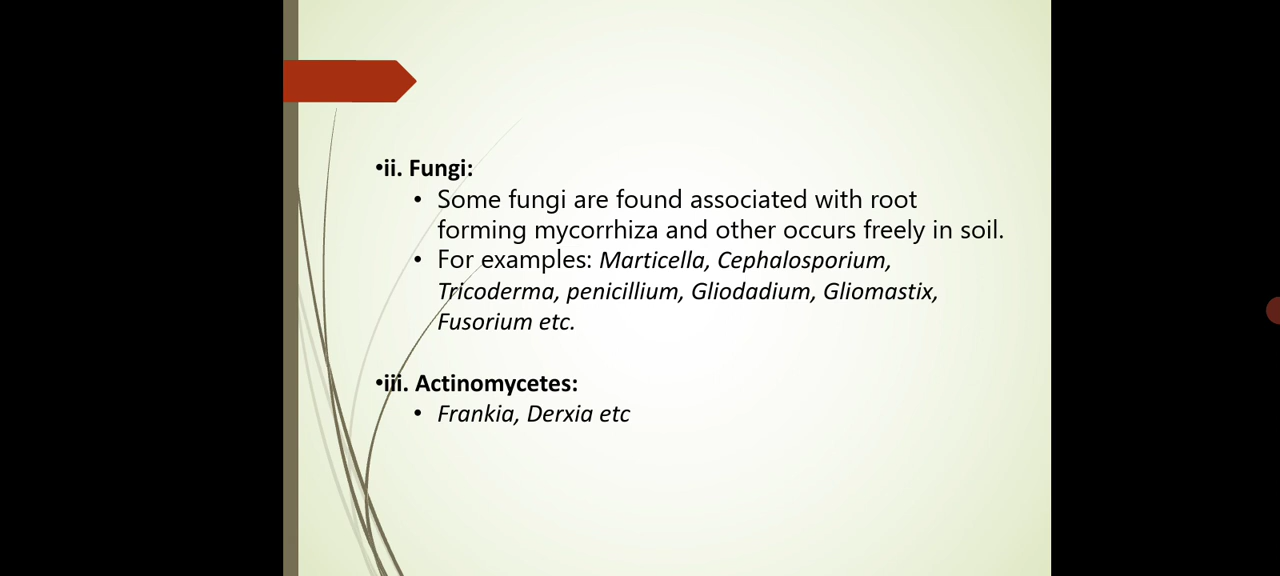 •ii. Fungi:
• Some fungi are found associated with root
forming mycorrhiza and other occurs freely in soil.
• For examples: Marticella, Cephalosporium,
Tricoderma, penicillium, Gliodadium, Gliomastix,
Fusorium etc.
•iii. Actinomycetes:
• Frankia, Derxia etc